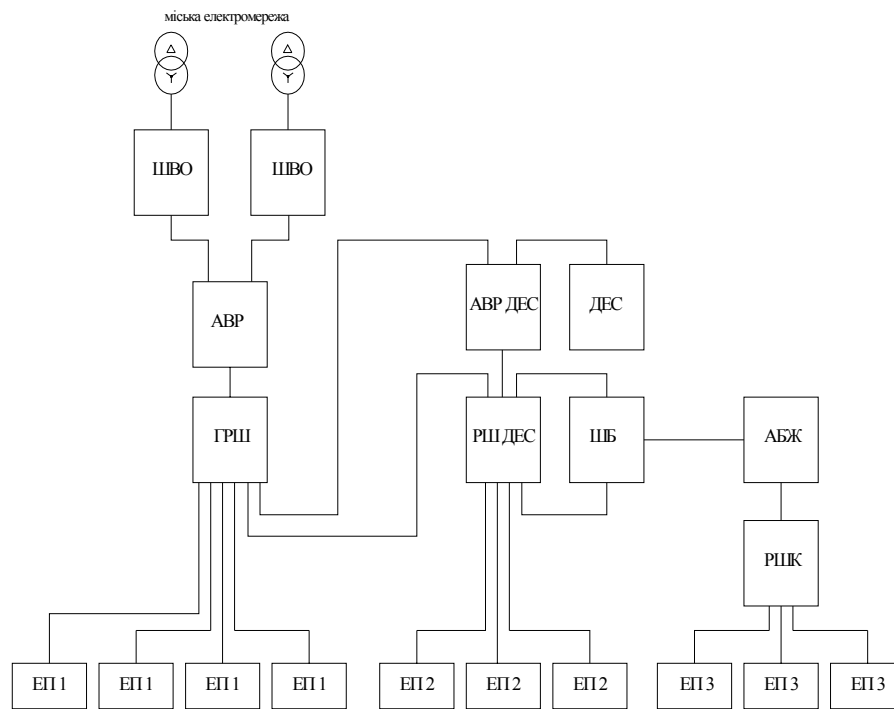 міська електромережа
ШВО ШВО
АВР ДЕС ДЕС
АВР
ГРШ РШ ДЕС ШБ АБЖ
РШК
ЕП 1 ЕП 1 ЕП 1 ЕП 1 ЕП 2 ЕП 2 ЕП 2 ЕП 3 ЕП 3 ЕП 3